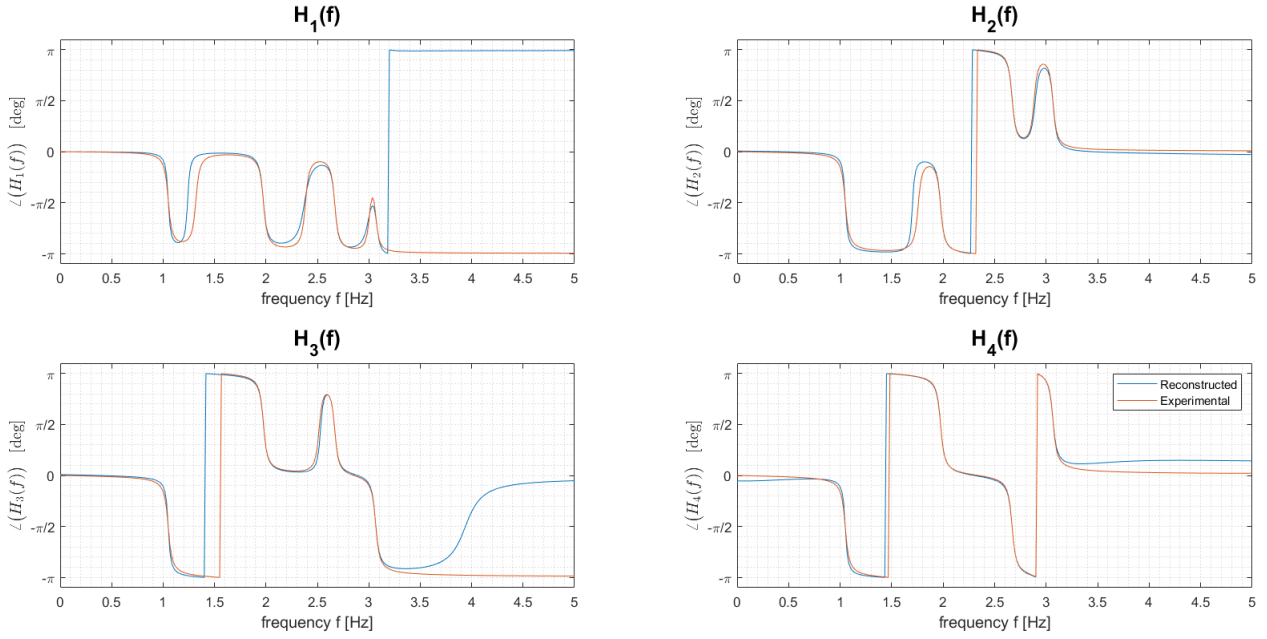 H1(f)
π
π/2
0
-π/2
-π
∠(H1(f)) [deg]
0 0.5 1 1.5 2 2.5 3 3.5 4 4.5 5
frequency f [Hz]
H2(f)
π
π/2
0
-π/2
-π
∠(H2(f)) [deg]
0 0.5 1 1.5 2 2.5 3 3.5 4 4.5 5
frequency f [Hz]
H3(f)
π
π/2
0
-π/2
-π
∠(H3(f)) [deg]
0 0.5 1 1.5 2 2.5 3 3.5 4 4.5 5
frequency f [Hz]
H4(f)
π
π/2
0
-π/2
-π
∠(H4(f)) [deg]
Reconstructed
Experimental
0 0.5 1 1.5 2 2.5 3 3.5 4 4.5 5
frequency f [Hz]